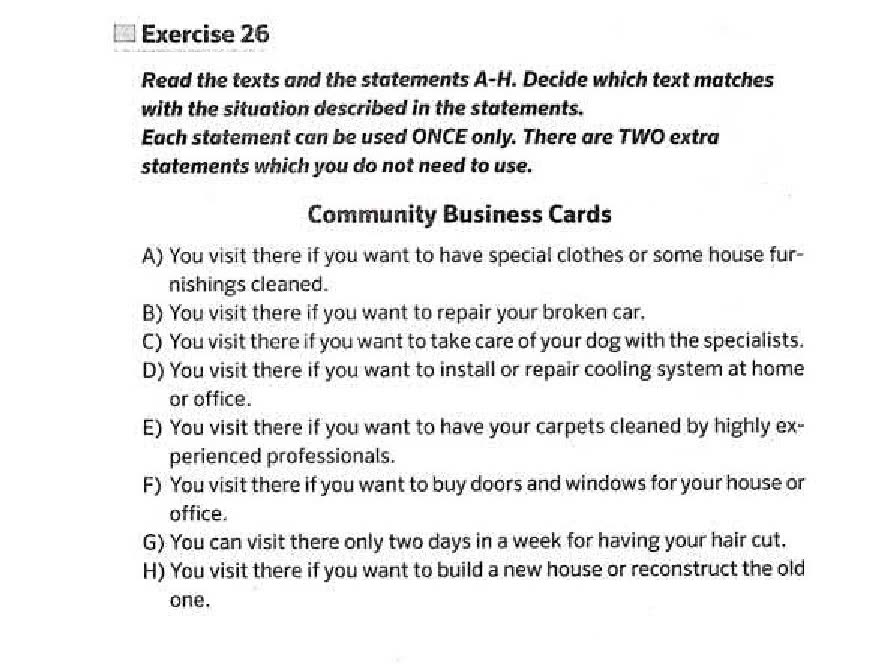 Exercise 26
Read the texts and the statements A-H. Decide which text matches
with the situation described in the statements.
Each statement can be used ONCE only. There are TWO extra
statements which you do not need to use.
Community Business Cards
A) You visit there if you want to have special clothes or some house fur-
nishings cleaned.
B) You visit there if you want to repair your broken car.
C) You visit there if you want to take care of your dog with the specialists.
D) You visit there if you want to install or repair cooling system at home
or office.
E) You visit there if you want to have your carpets cleaned by highly ex-
perienced professionals.
F) You visit there if you want to buy doors and windows for your house or
office.
G) You can visit there only two days in a week for having your hair cut.
H) You visit there if you want to build a new house or reconstruct the old
one.